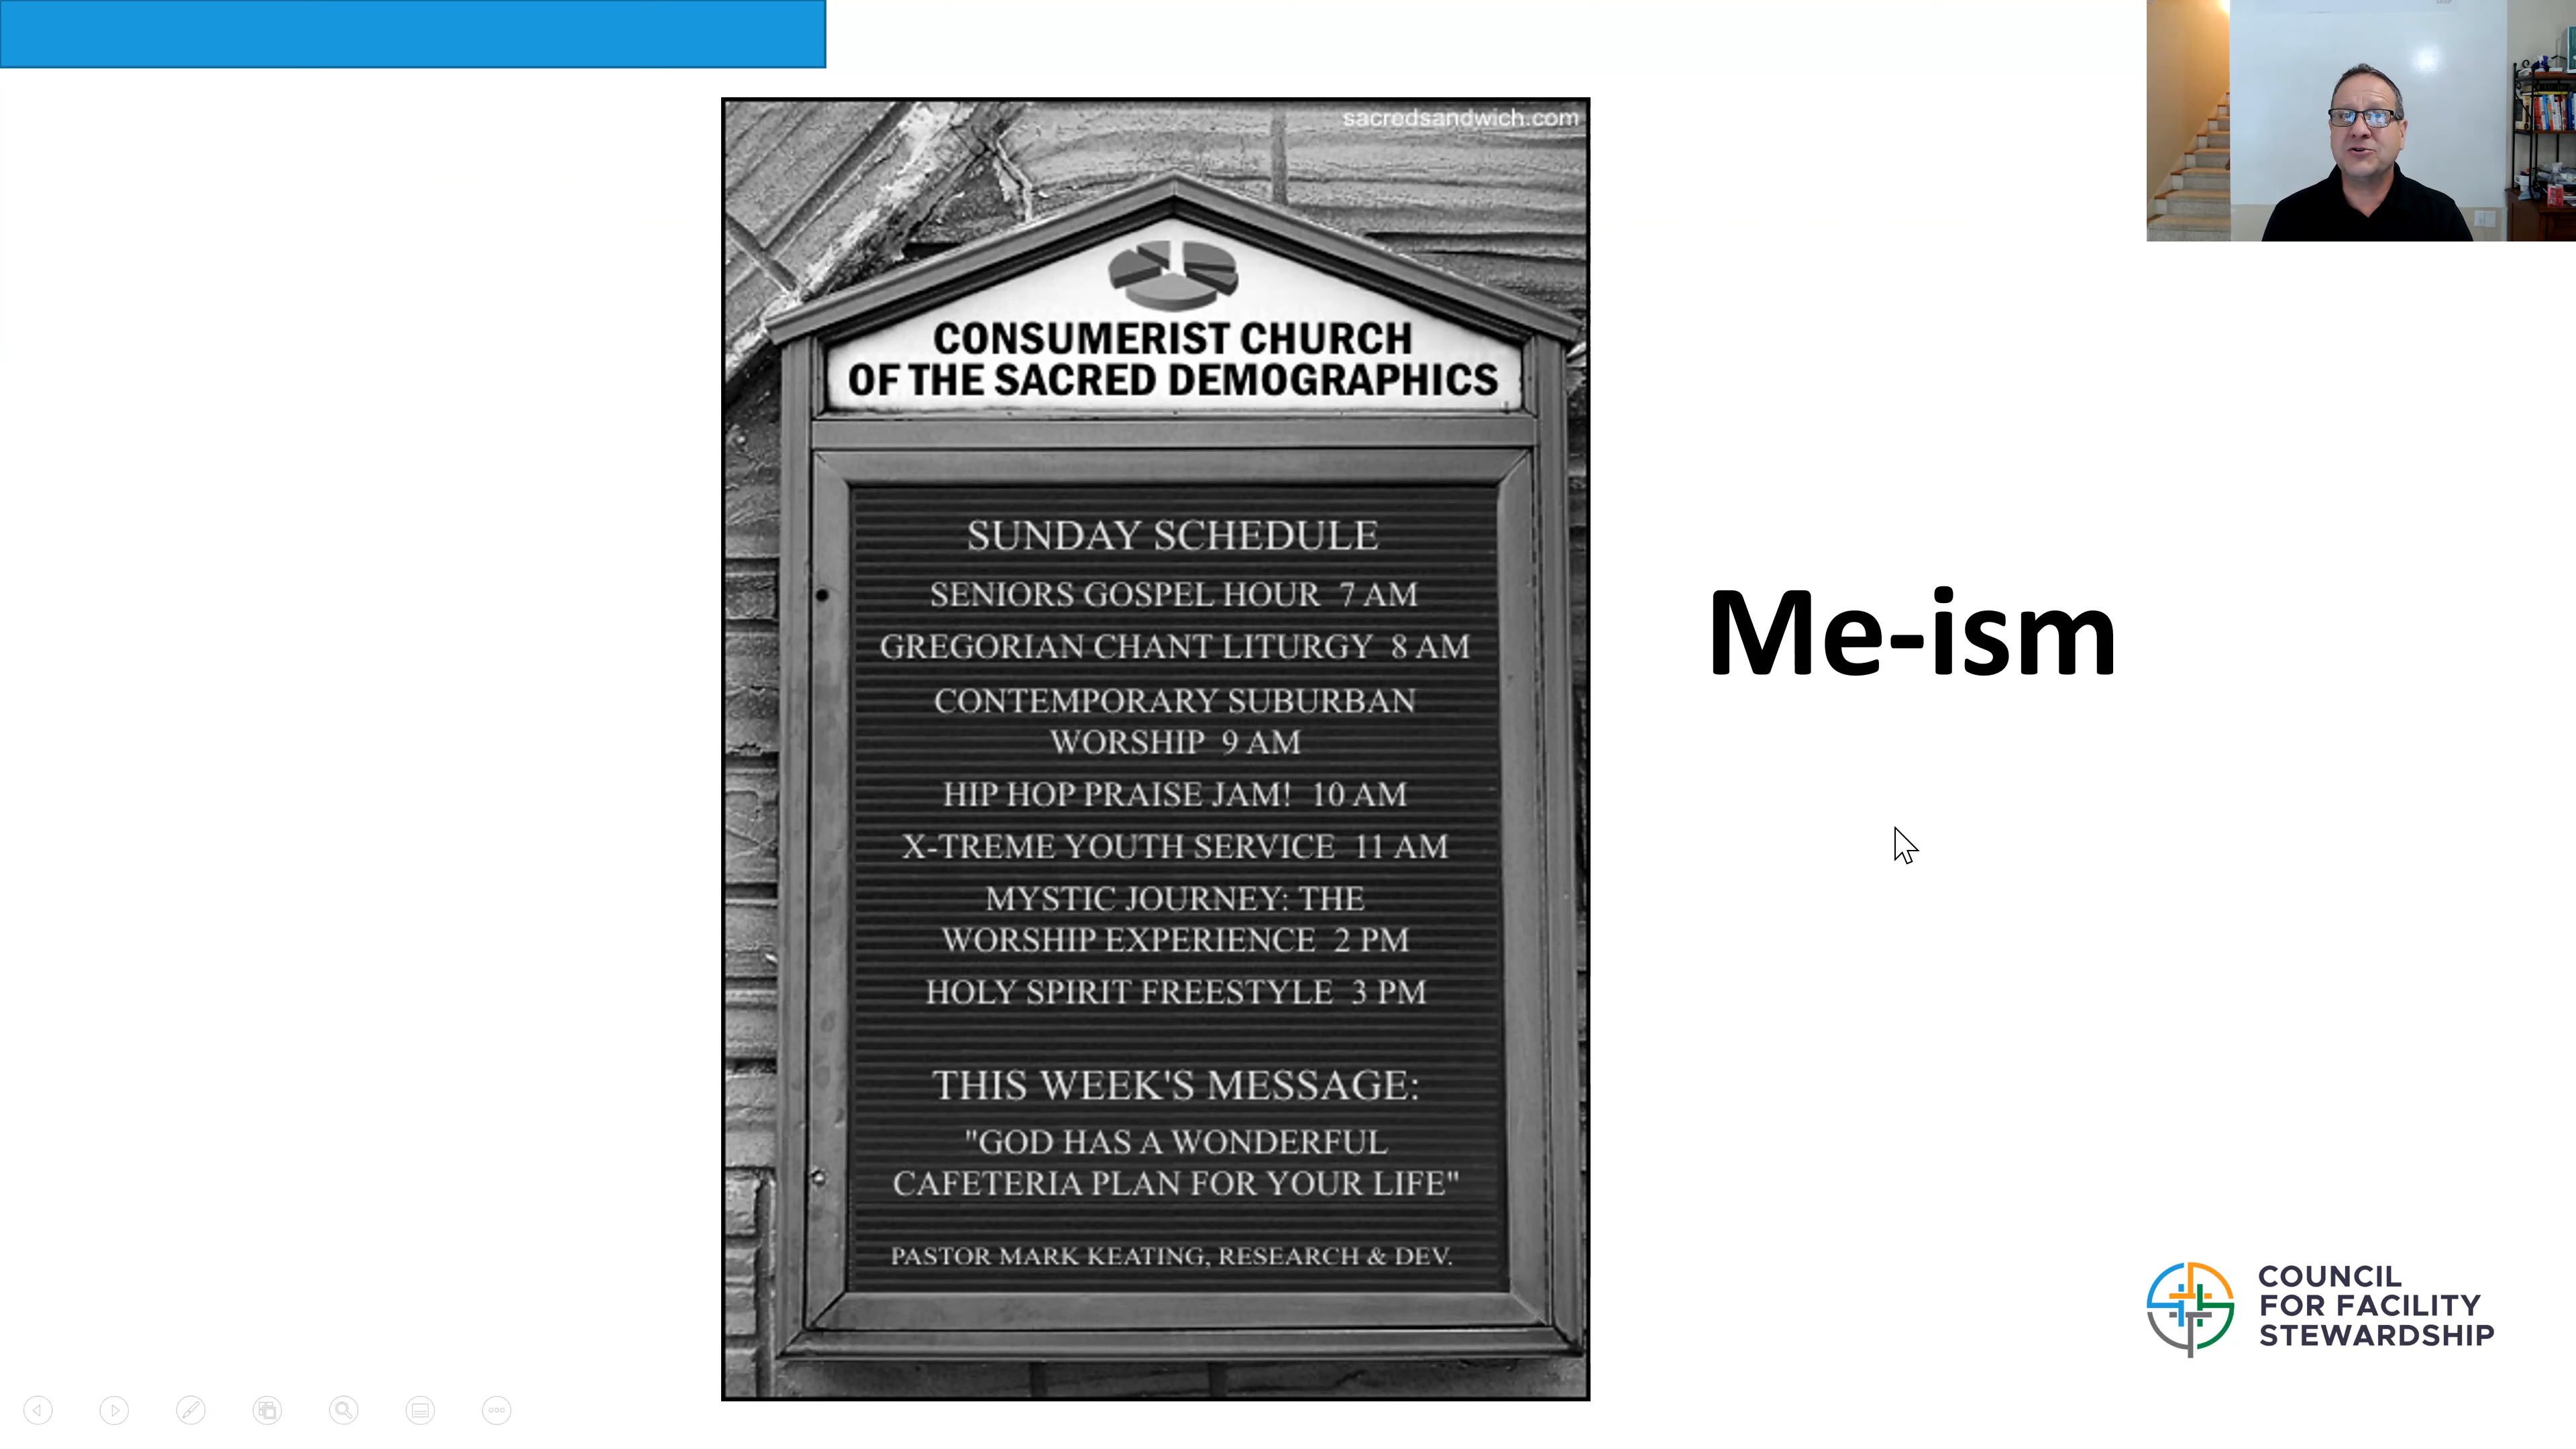 sacredsandwich.com
CONSUMERIST CHURCH
OF THE SACRED DEMOGRAPHICS
SUNDAY SCHEDULE
SENIORS GOSPEL HOUR 7 AM
GREGORIAN CHANT LITURGY 8 AM
CONTEMPORARY SUBURBAN
WORSHIP 9 AM
HIP HOP PRAISE JAM! 10 AM
X-TREME YOUTH SERVICE 11 AM
MYSTIC JOURNEY: THE
WORSHIP EXPERIENCE 2 PM
HOLY SPIRIT FREESTYLE 3 PM
THIS WEEK'S MESSAGE:
"GOD HAS A WONDERFUL
CAFETERIA PLAN FOR YOUR LIFE"
PASTOR MARK KEATING, RESEARCH & DEV.
Me-ism
COUNCIL
FOR FACILITY
STEWARDSHIP